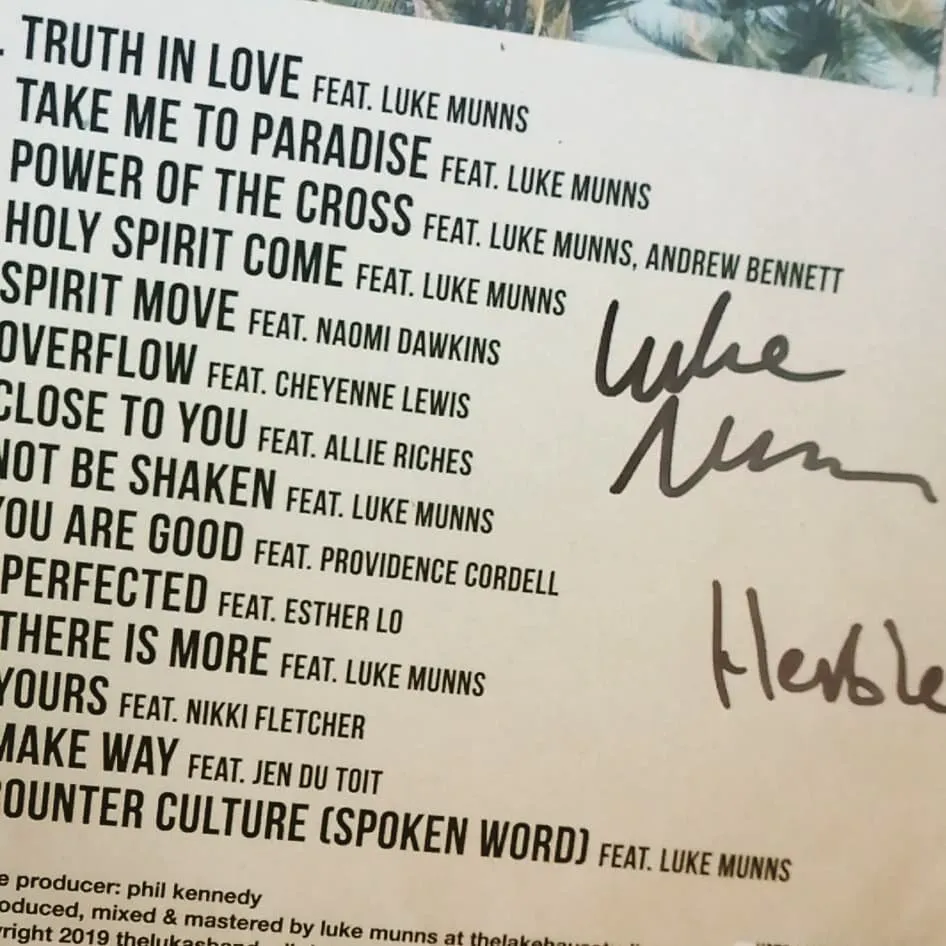 . TRUTH IN LOVE FEAT. LUKE MUNNS
TAKE ME TO PARADISE FEAT. LUKE MUNNS
POWER OF THE CROSS FEAT. LUKE MUNNS, ANDREW BENNETT
HOLY SPIRIT COME FEAT. LUKE MUNNS
SPIRIT MOVE FEAT. NAOMI DAWKINS
OVERFLOW FEAT. CHEYENNE LEWIS
CLOSE TO YOU FEAT. ALLIE RICHES
NOT BE SHAKEN FEAT. LUKE MUNNS
YOU ARE GOOD FEAT. PROVIDENCE CORDELL
PERFECTED FEAT. ESTHER LO
THERE IS MORE FEAT. LUKE MUNNS
YOURS FEAT. NIKKI FLETCHER
MAKE WAY FEAT. JEN DU TOIT
COUNTER CULTURE (SPOKEN WORD) FEAT. LUKE MUNNS
Luke
Munn
Herbie
e producer: phil kennedy
oduced, mixed & mastered by luke munns at
yright 2019